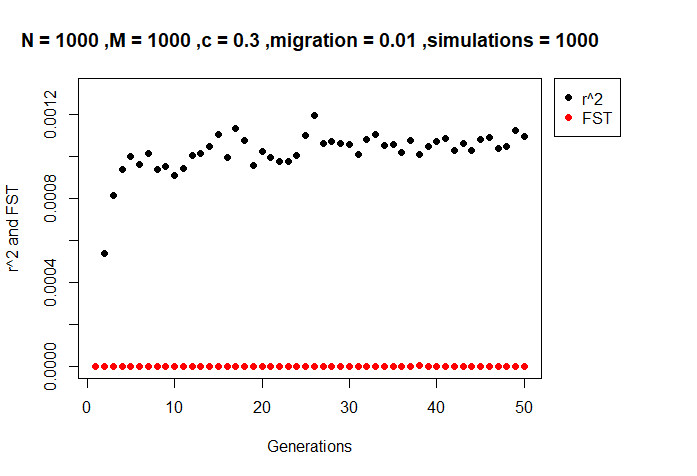 N = 1000 ,M = 1000 ,c = 0.3 ,migration = 0.01 ,simulations = 1000
r^2
FST
r^2 and FST
0.0012
0.0008
0.0004
0.0000
0 10 20 30 40 50
Generations